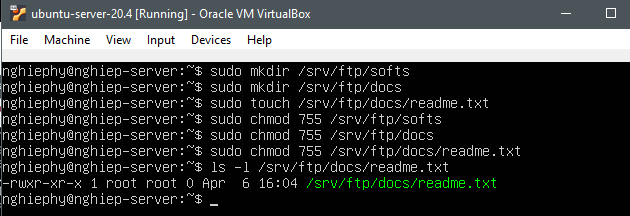 ubuntu-server-20.4 [Running] - Oracle VM VirtualBox
File Machine View Input Devices Help
nghiephy@nghiep-server:~$ sudo mkdir /srv/ftp/softs
nghiephy@nghiep-server:~$ sudo mkdir /srv/ftp/docs
nghiephy@nghiep-server:~$ sudo touch /srv/ftp/docs/readme.txt
nghiephy@nghiep-server:~$ sudo chmod 755 /srv/ftp/softs
nghiephy@nghiep-server:~$ sudo chmod 755 /srv/ftp/docs
nghiephy@nghiep-server:~$ sudo chmod 755 /srv/ftp/docs/readme.txt
nghiephy@nghiep-server:~$ ls -l /srv/ftp/docs/readme.txt
-rwxr-xr-x 1 root root 0 Apr  6 16:04 /srv/ftp/docs/readme.txt
nghiephy@nghiep-server:~$ _